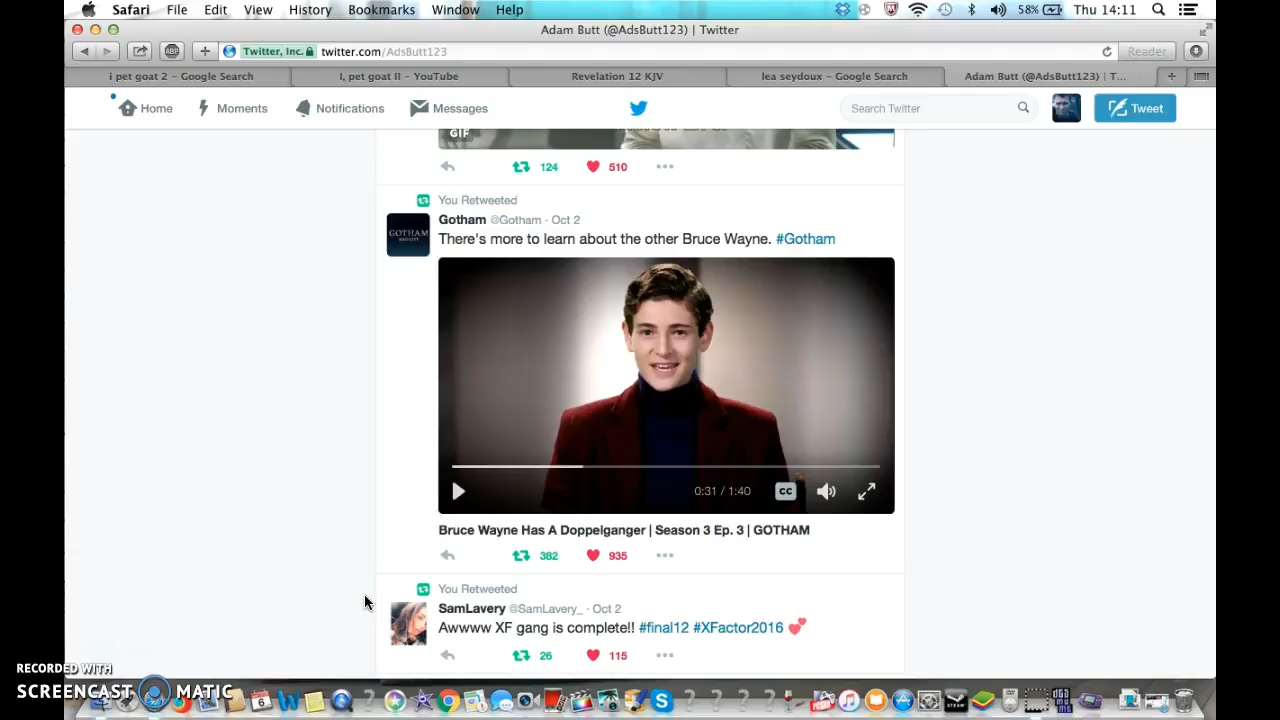 Safari File Edit View History Bookmarks Window Help 58% Thu 14:11
Adam Butt (@AdsButt123) | Twitter
ABP + Twitter, Inc. twitter.com/AdsButt123 Reader
i pet goat 2 – Google Search I, pet goat II – YouTube Revelation 12 KJV lea seydoux – Google Search Adam Butt (@AdsButt123) | T... +
Home Moments Notifications Messages Search Twitter Tweet
GIF
124 510
You Retweeted
Gotham @Gotham · Oct 2
GOTHAM
There's more to learn about the other Bruce Wayne. #Gotham
0:31 / 1:40 CC
Bruce Wayne Has A Doppelganger | Season 3 Ep. 3 | GOTHAM
382 935
You Retweeted
SamLavery @SamLavery_ · Oct 2
Awwww XF gang is complete!! #final12 #XFactor2016 💕
26 115
RECORDED WITH
SCREENCAST MATIC